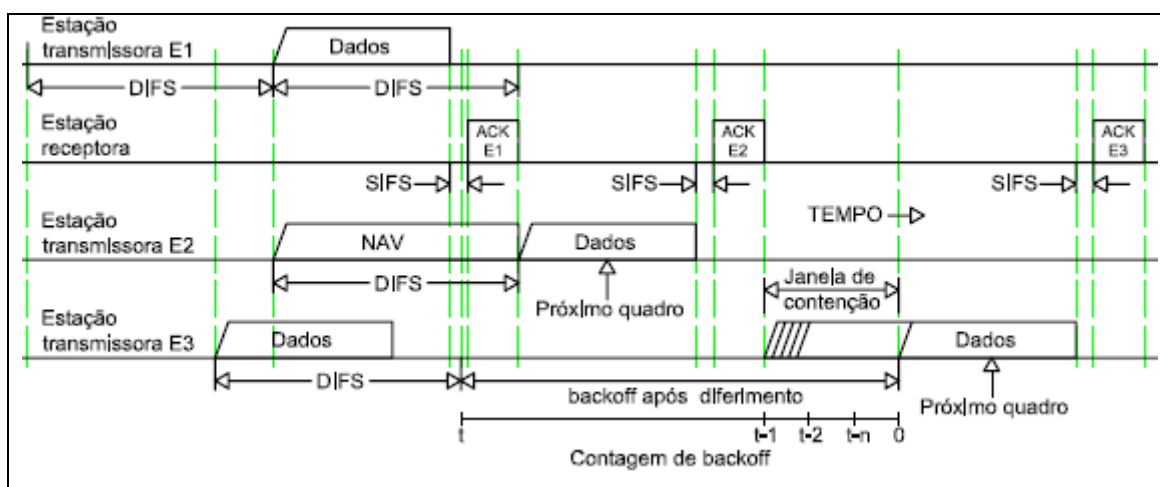 Estação
transmissora E1
Dados
DIFS
DIFS
Estação
receptora
ACK
E1
ACK
E2
ACK
E3
SIFS
SIFS
SIFS
TEMPO
Estação
transmissora E2
NAV
Dados
DIFS
Próximo quadro
Janela de
contenção
Estação
transmissora E3
Dados
Dados
DIFS
backoff após diferimento
Próximo quadro
t
t-1
t-2
t-n
0
Contagem de backoff